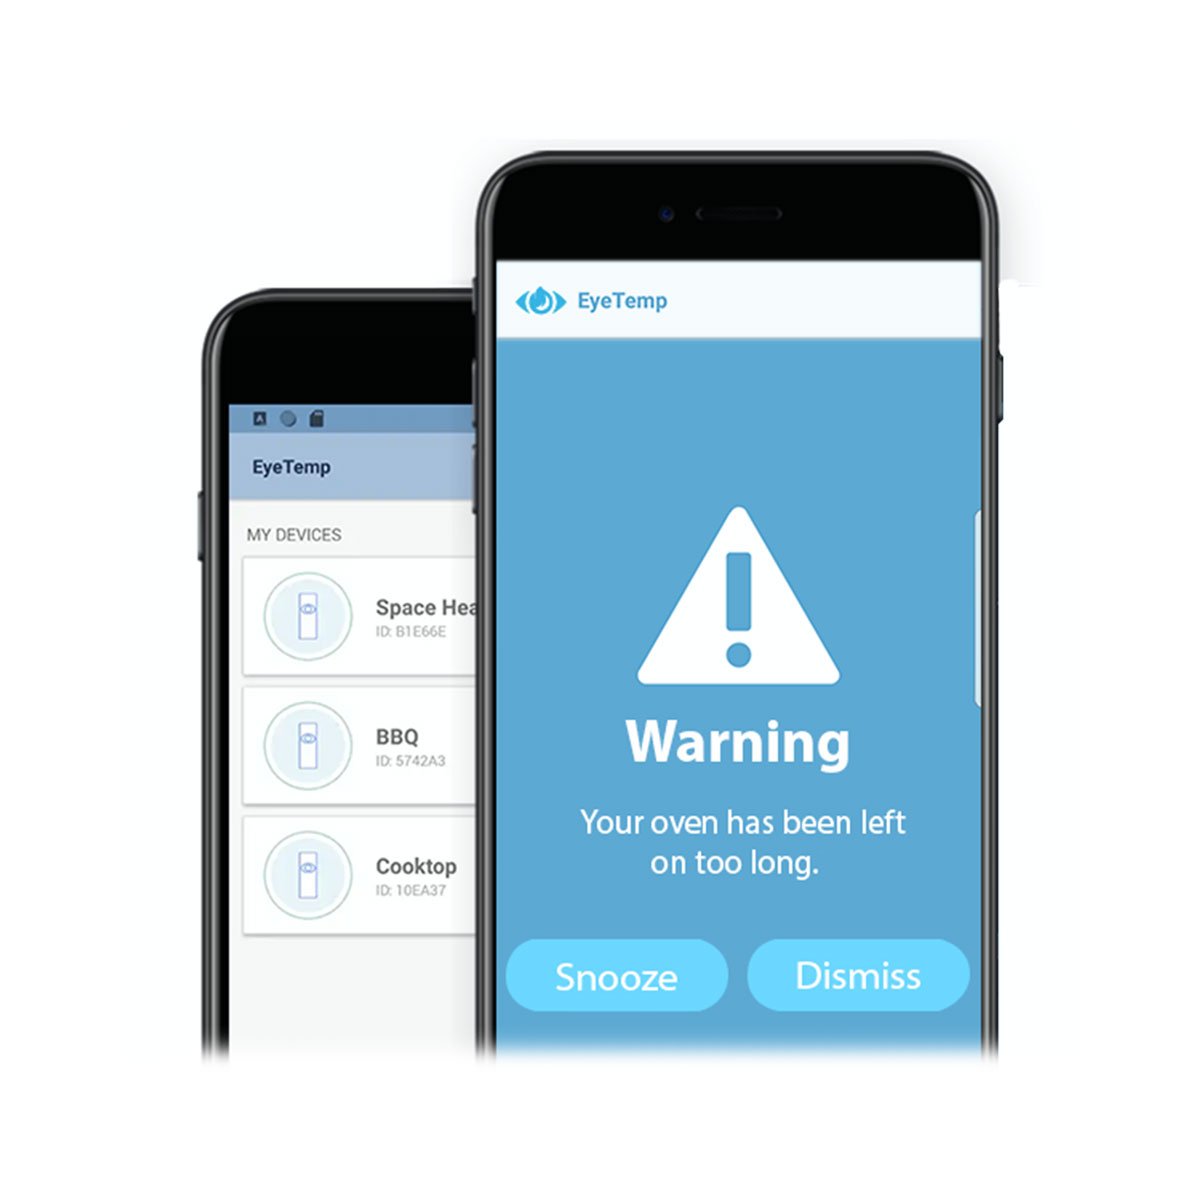 EyeTemp
MY DEVICES
Space Hea
ID: B1E66E
BBQ
ID: 5742A3
Cooktop
ID: 10EA37
EyeTemp
Warning
Your oven has been left
on too long.
Snooze
Dismiss